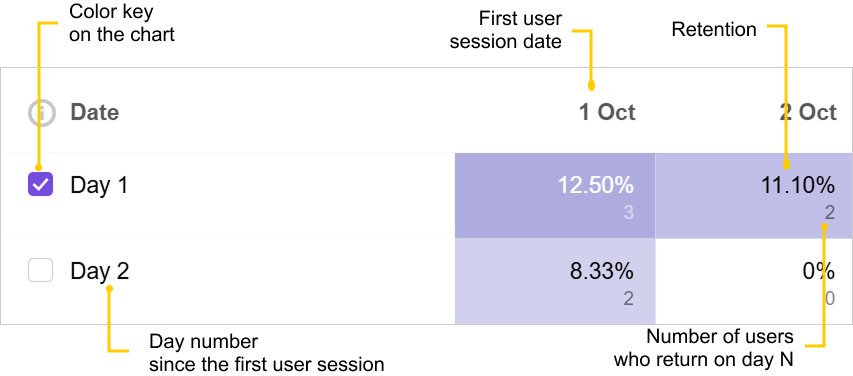 Color key
on the chart
First user
session date
Retention
Date
1 Oct
2 Oct
Day 1
12.50%
11.10%
3
2
Day 2
8.33%
0%
2
0
Day number
since the first user session
Number of users
who return on day N